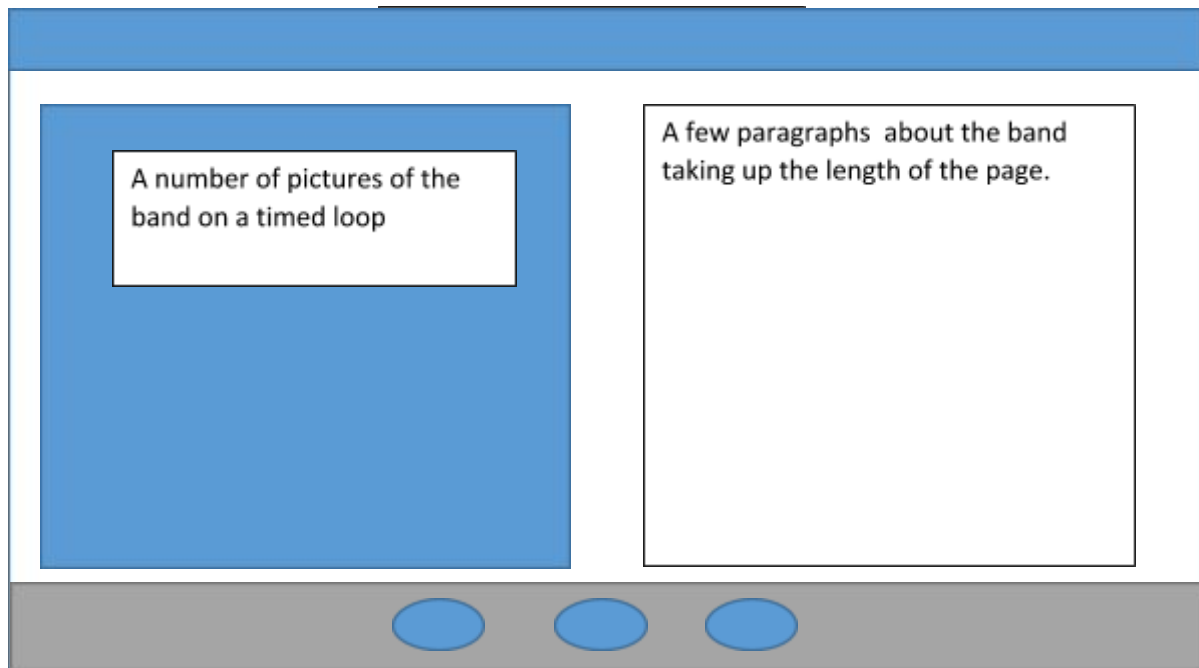 A number of pictures of the
band on a timed loop
A few paragraphs  about the band
taking up the length of the page.